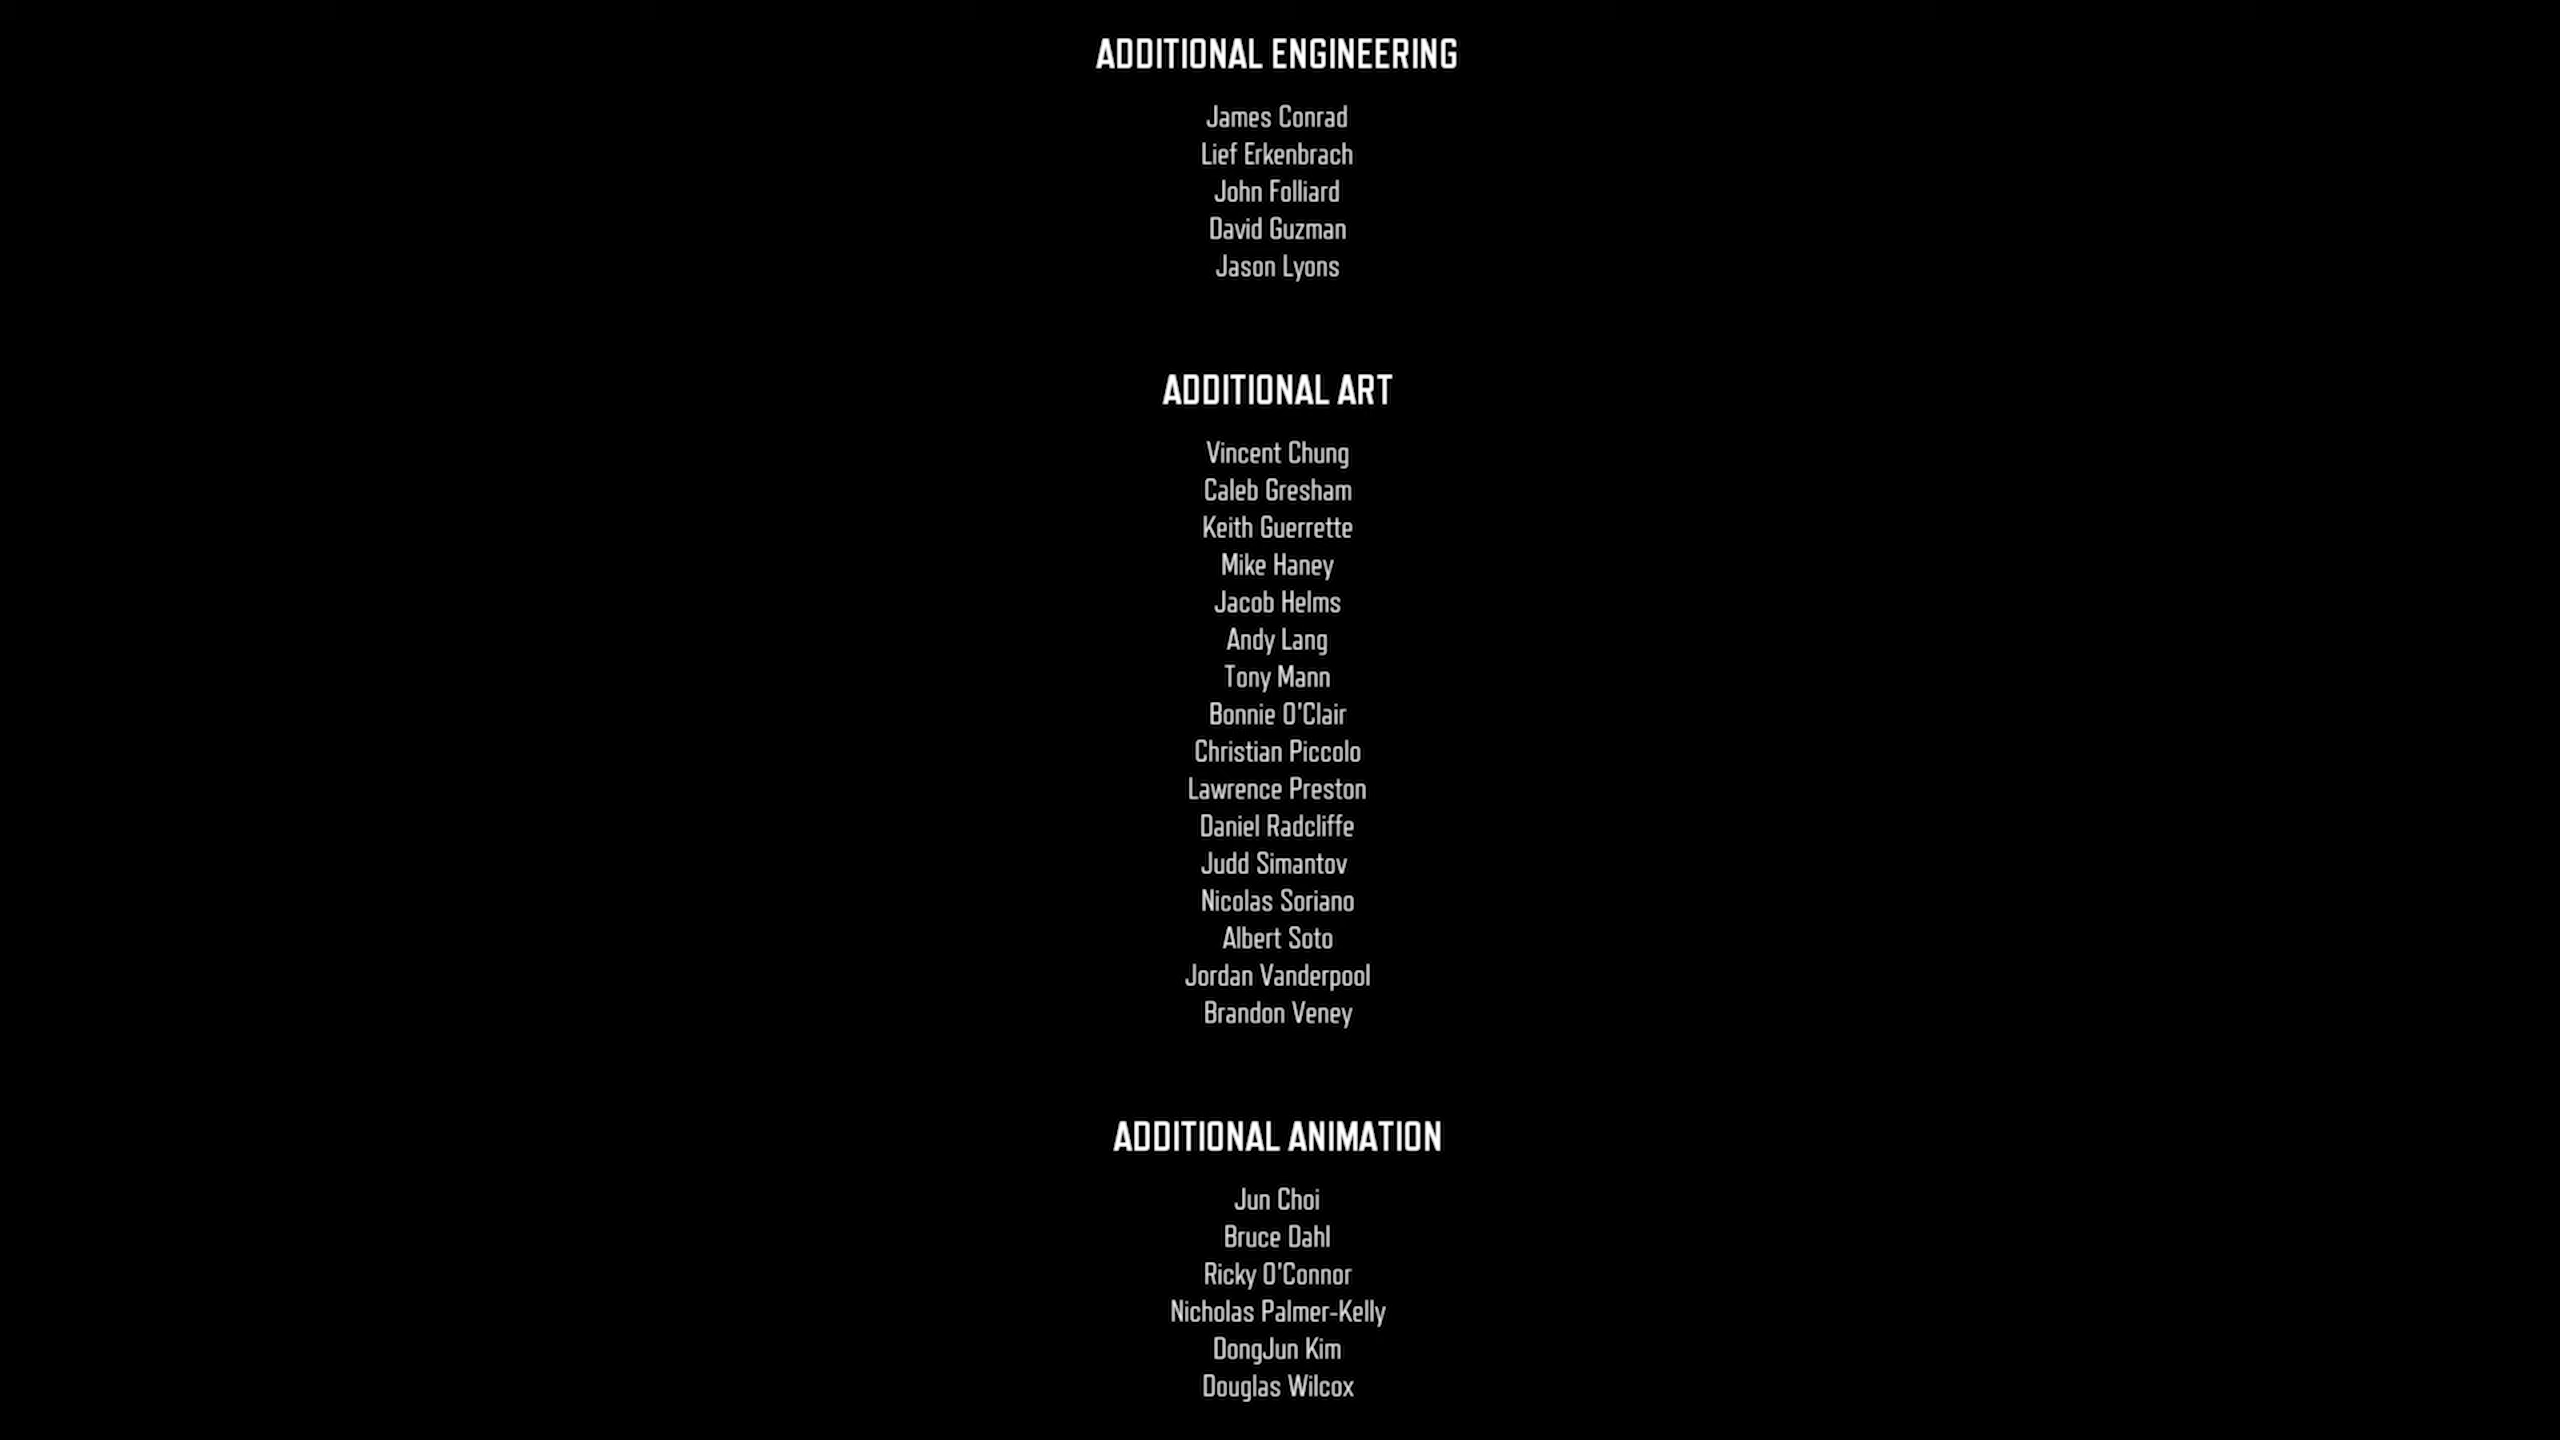 ADDITIONAL ENGINEERING
James Conrad
Lief Erkenbrach
John Folliard
David Guzman
Jason Lyons
ADDITIONAL ART
Vincent Chung
Caleb Gresham
Keith Guerrette
Mike Haney
Jacob Helms
Andy Lang
Tony Mann
Bonnie O'Clair
Christian Piccolo
Lawrence Preston
Daniel Radcliffe
Judd Simantov
Nicolas Soriano
Albert Soto
Jordan Vanderpool
Brandon Veney
ADDITIONAL ANIMATION
Jun Choi
Bruce Dahl
Ricky O'Connor
Nicholas Palmer-Kelly
DongJun Kim
Douglas Wilcox